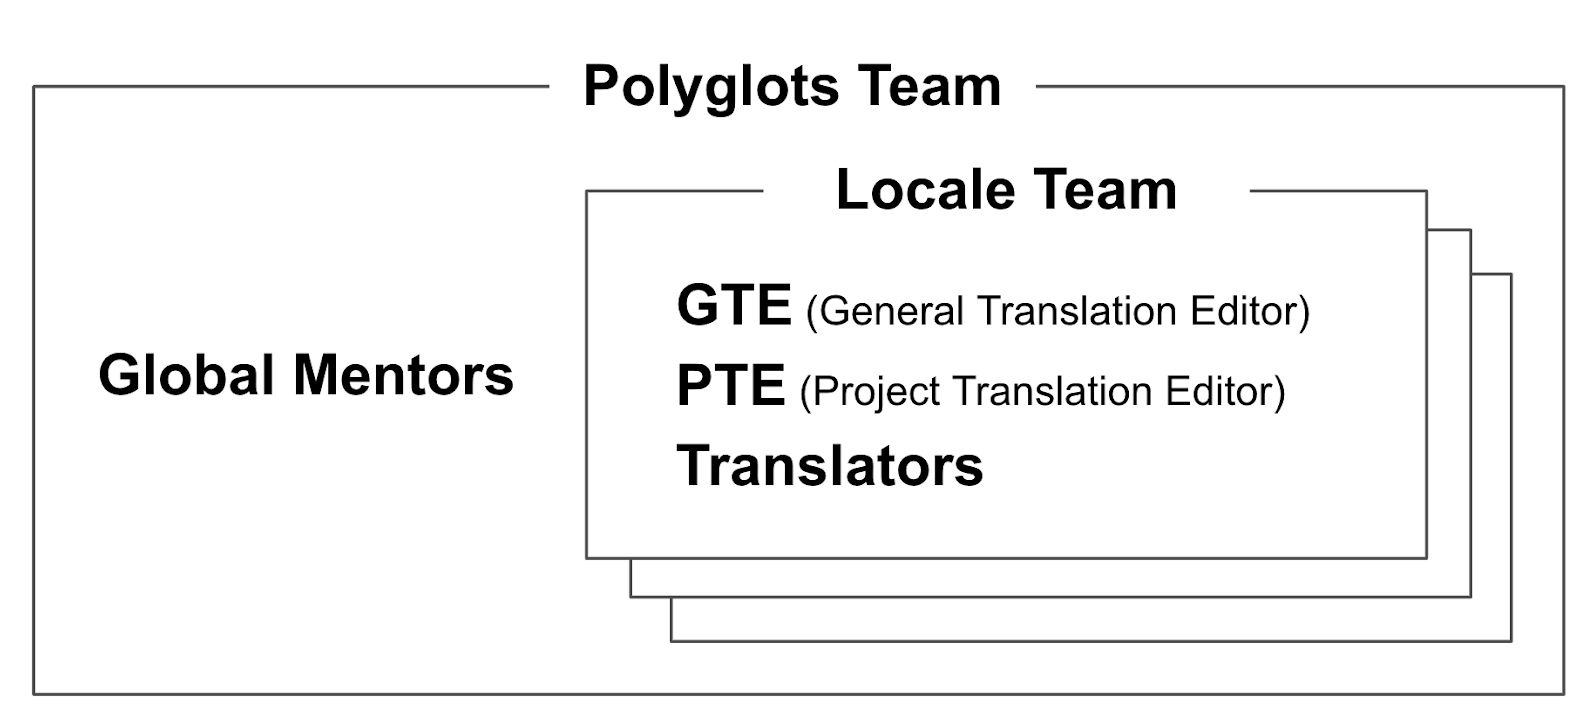 Polyglots Team
Locale Team
GTE (General Translation Editor)
Global Mentors
PTE (Project Translation Editor)
Translators